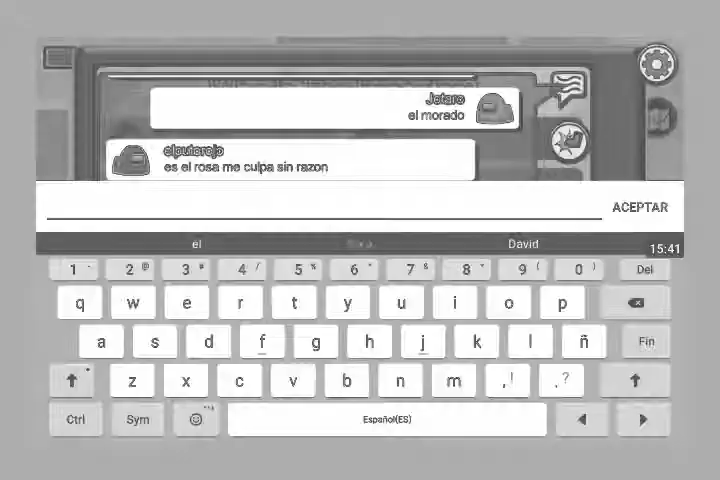 Jotaro
el morado
elputorojo
es el rosa me culpa sin razon
ACEPTAR
el
David
15:41
1 - 2 @ 3 # 4 / 5 % 6 7 & 8 9 ( 0 ) Del
q w e r t y u i o p
a s d f g h j k l ñ Fin
z x c v b n m , ! . ?
Ctrl Sym Español(ES)